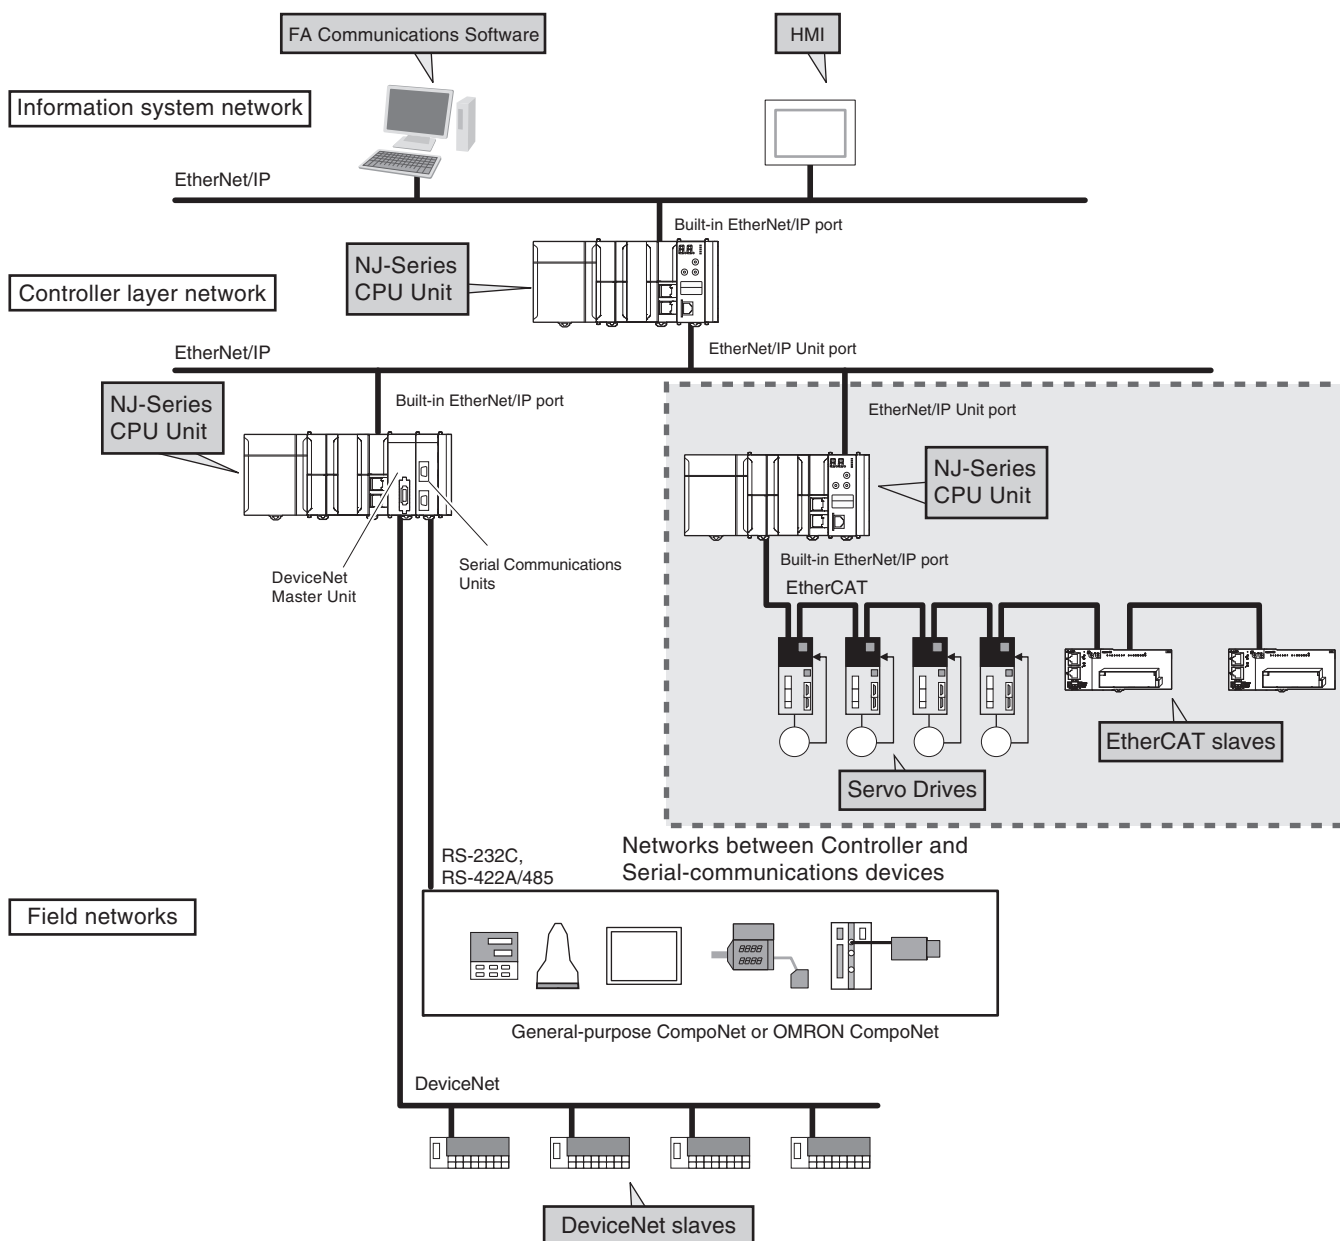 FA Communications Software
HMI
Information system network
EtherNet/IP
Built-in EtherNet/IP port
NJ-Series
CPU Unit
Controller layer network
EtherNet/IP
EtherNet/IP Unit port
NJ-Series
CPU Unit
Built-in EtherNet/IP port
EtherNet/IP Unit port
NJ-Series
CPU Unit
DeviceNet
Master Unit
Serial Communications
Units
Built-in EtherNet/IP port
EtherCAT
EtherCAT slaves
Servo Drives
Networks between Controller and
Serial-communications devices
RS-232C,
RS-422A/485
Field networks
8888
8888
General-purpose CompoNet or OMRON CompoNet
DeviceNet
DeviceNet slaves